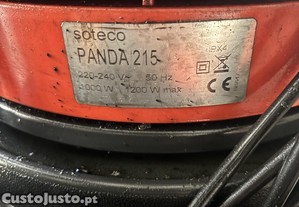 soteco
PANDA 215
IPX4
220-240 V~ 50 Hz
1000 W 1200 W max
CE
CustoJusto.pt